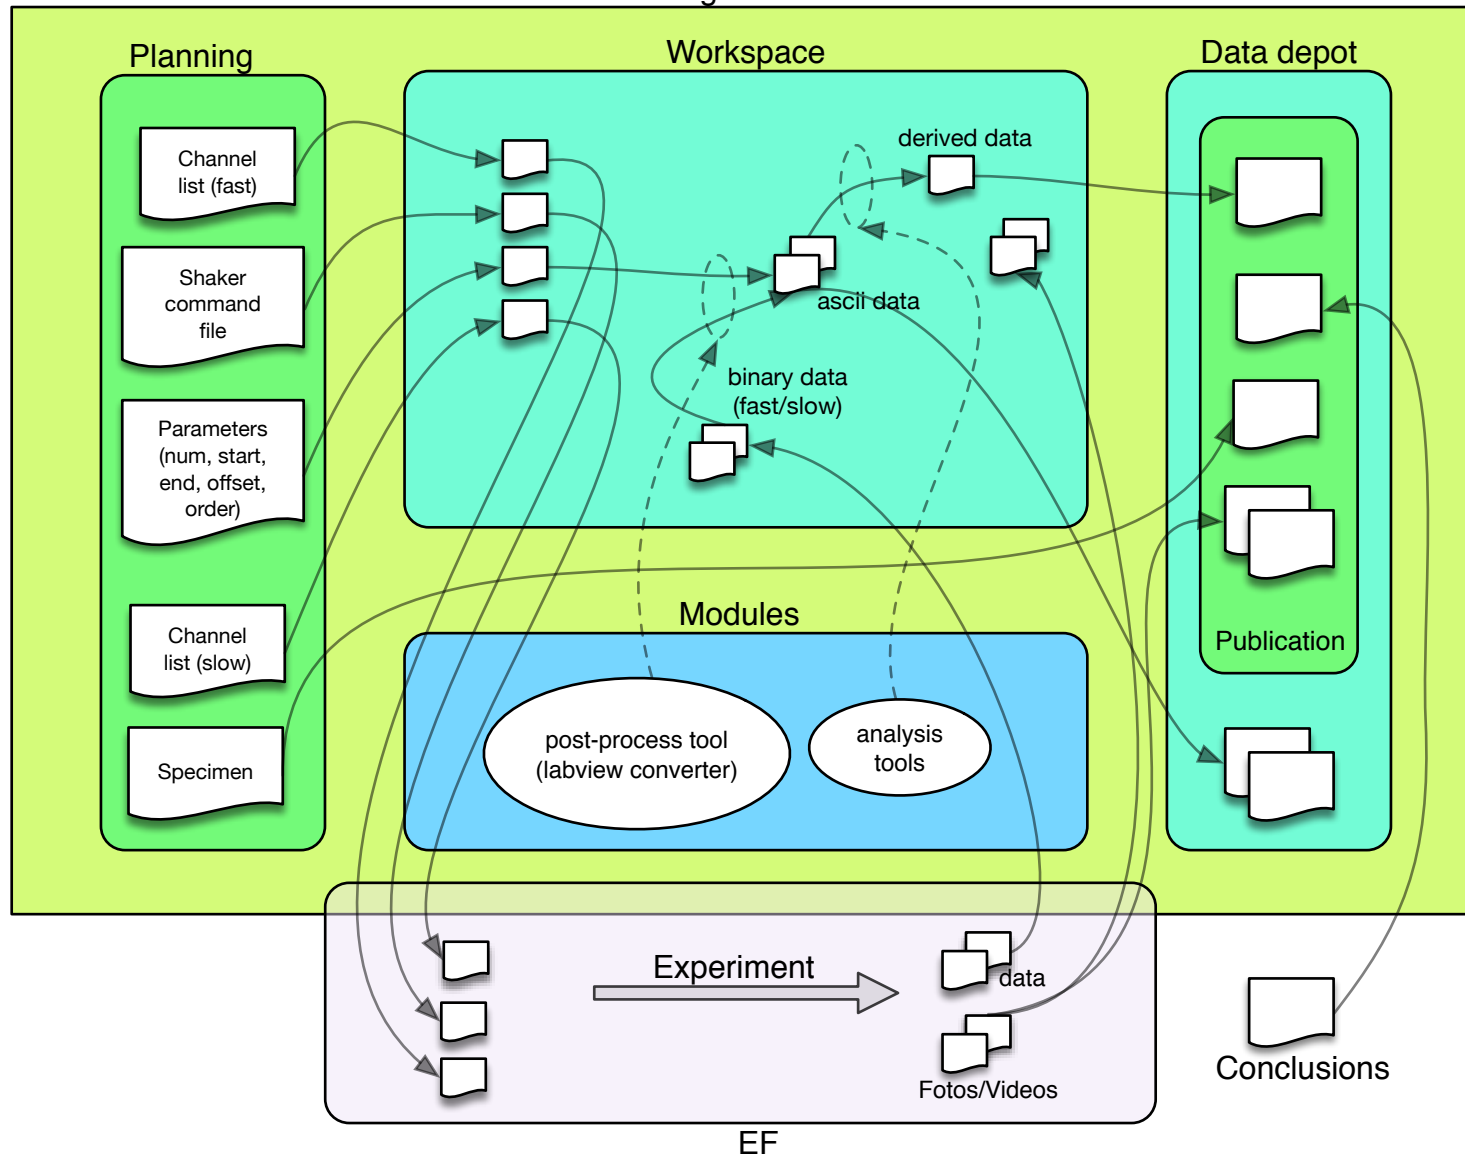 Planning
Workspace
Data depot
Channel
list (fast)
Shaker
command
file
Parameters
(num, start,
end, offset,
order)
Channel
list (slow)
Specimen
derived data
ascii data
binary data
(fast/slow)
Modules
post-process tool
(labview converter)
analysis
tools
Publication
Experiment
data
Fotos/Videos
Conclusions
EF